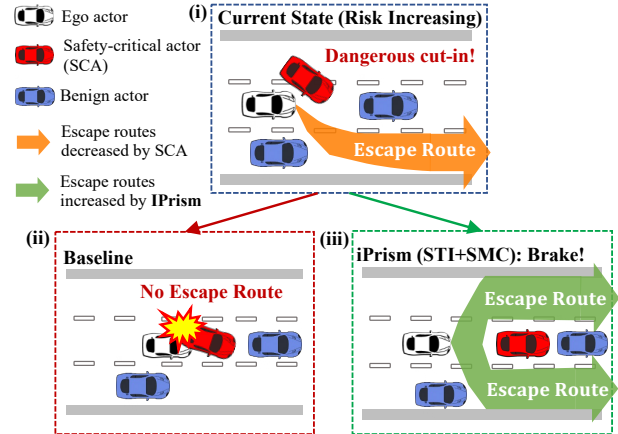 Ego actor
Safety-critical actor
(SCA)
Benign actor
Escape routes
decreased by SCA
Escape routes
increased by IPrism
(i)
Current State (Risk Increasing)
Dangerous cut-in!
Escape Route
(ii)
Baseline
No Escape Route
(iii)
iPrism (STI+SMC): Brake!
Escape Route
Escape Route